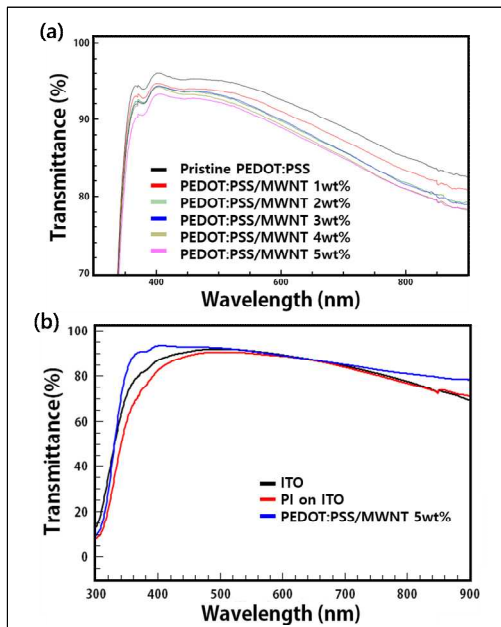 (a)
100
90
80
70
Transmittance (%)
Pristine PEDOT:PSS
PEDOT:PSS/MWNT 1wt%
PEDOT:PSS/MWNT 2wt%
PEDOT:PSS/MWNT 3wt%
PEDOT:PSS/MWNT 4wt%
PEDOT:PSS/MWNT 5wt%
400 600 800
Wavelength (nm)
(b)
100
80
60
40
20
0
Transmittance(%)
ITO
PI on ITO
PEDOT:PSS/MWNT 5wt%
300 400 500 600 700 800 900
Wavelength (nm)